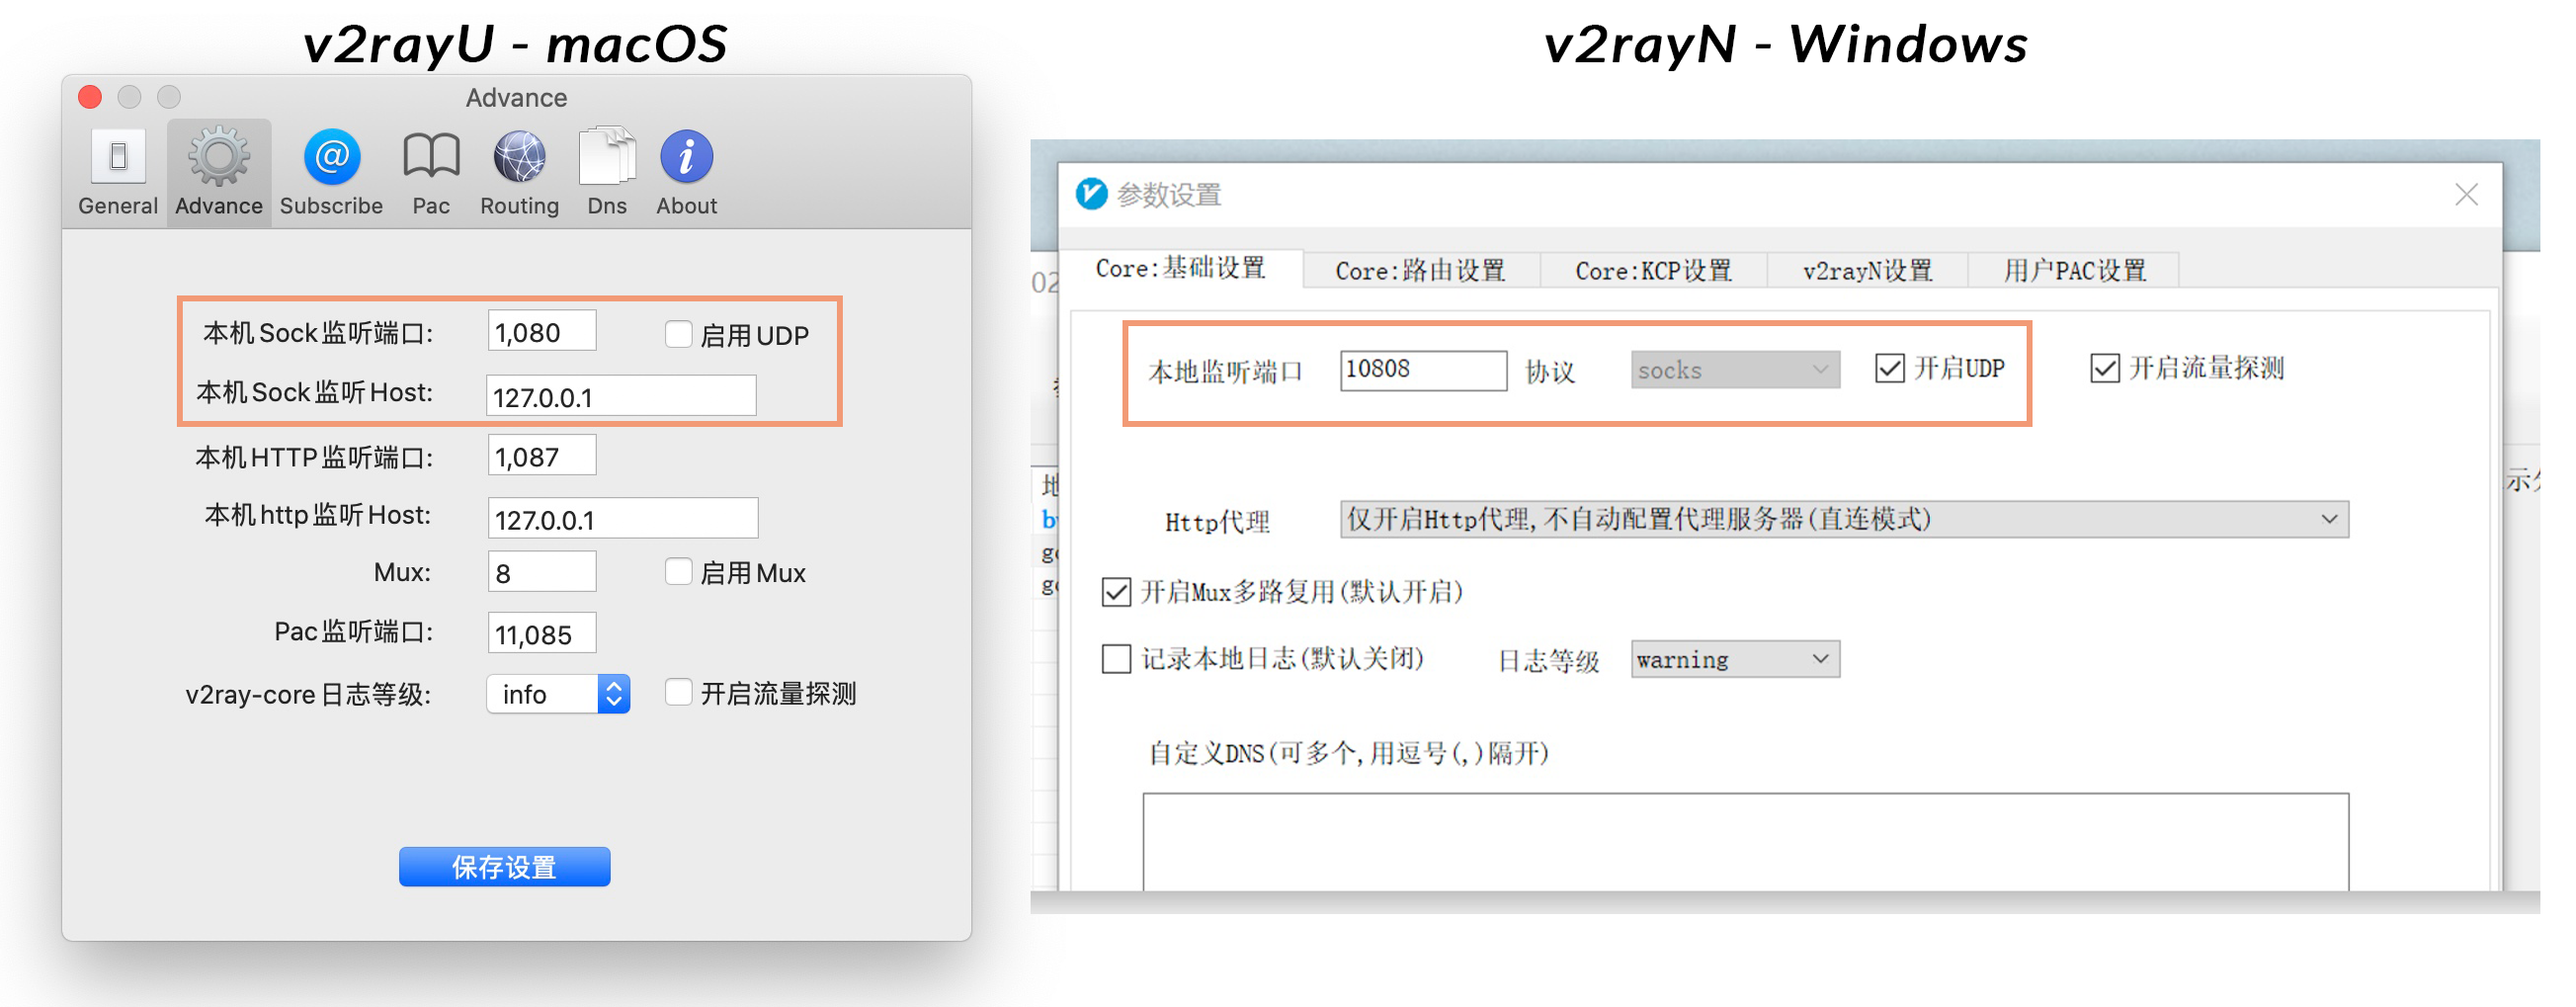 v2rayU - macOS
Advance
General Advance Subscribe Pac Routing Dns About
本机Sock监听端口: 1,080 启用UDP
本机Sock监听Host: 127.0.0.1
本机HTTP监听端口: 1,087
本机http监听Host: 127.0.0.1
Mux: 8 启用Mux
Pac监听端口: 11,085
v2ray-core日志等级: info 开启流量探测
保存设置
v2rayN - Windows
参数设置
Core:基础设置 Core:路由设置 Core:KCP设置 v2rayN设置 用户PAC设置
02
本地监听端口 10808 协议 socks 开启UDP 开启流量探测
地
示
Http代理 仅开启Http代理,不自动配置代理服务器(直连模式)
开启Mux多路复用(默认开启)
记录本地日志(默认关闭) 日志等级 warning
自定义DNS(可多个,用逗号(,)隔开)